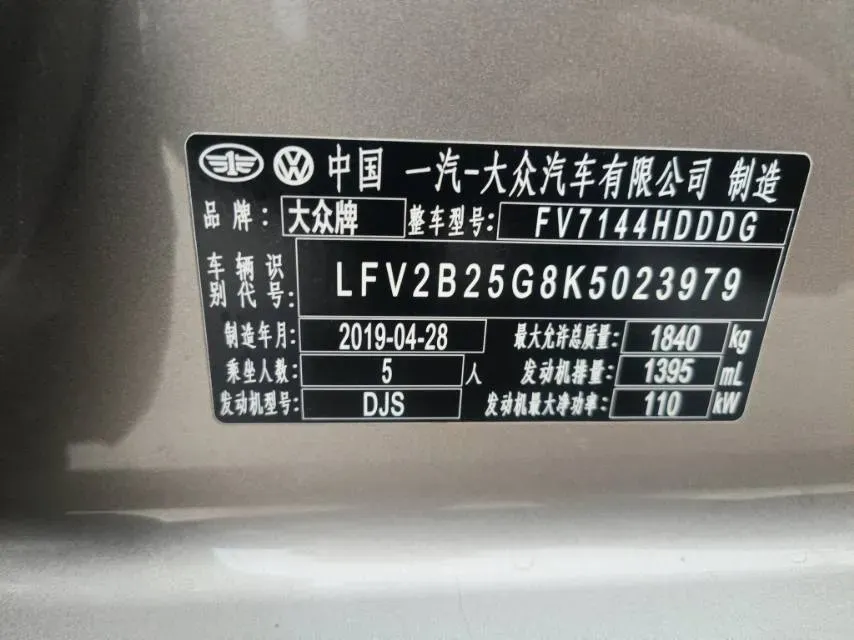 中国 一汽-大众汽车有限公司 制造
品牌: 大众牌 整车型号: FV7144HDDDG
车辆识别代号: LFV2B25G8K5023979
制造年月: 2019-04-28 最大允许总质量: 1840 kg
乘坐人数: 5 人 发动机排量: 1395 mL
发动机型号: DJS 发动机最大净功率: 110 kW